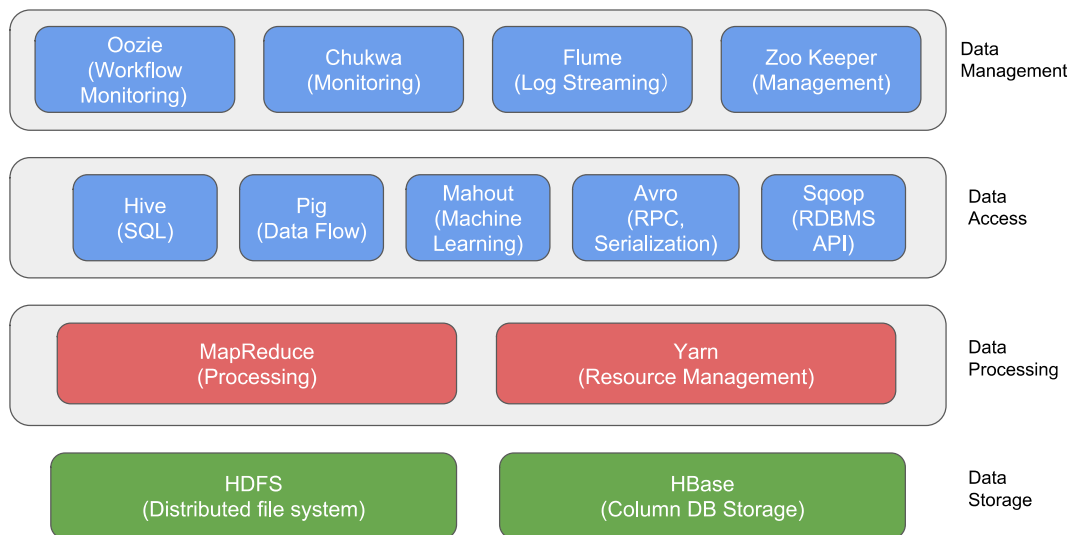 Oozie
(Workflow
Monitoring)
Chukwa
(Monitoring)
Flume
(Log Streaming）
Zoo Keeper
(Management)
Data
Management
Hive
(SQL)
Pig
(Data Flow)
Mahout
(Machine
Learning)
Avro
(RPC,
Serialization)
Sqoop
(RDBMS
API)
Data
Access
MapReduce
(Processing)
Yarn
(Resource Management)
Data
Processing
HDFS
(Distributed file system)
HBase
(Column DB Storage)
Data
Storage